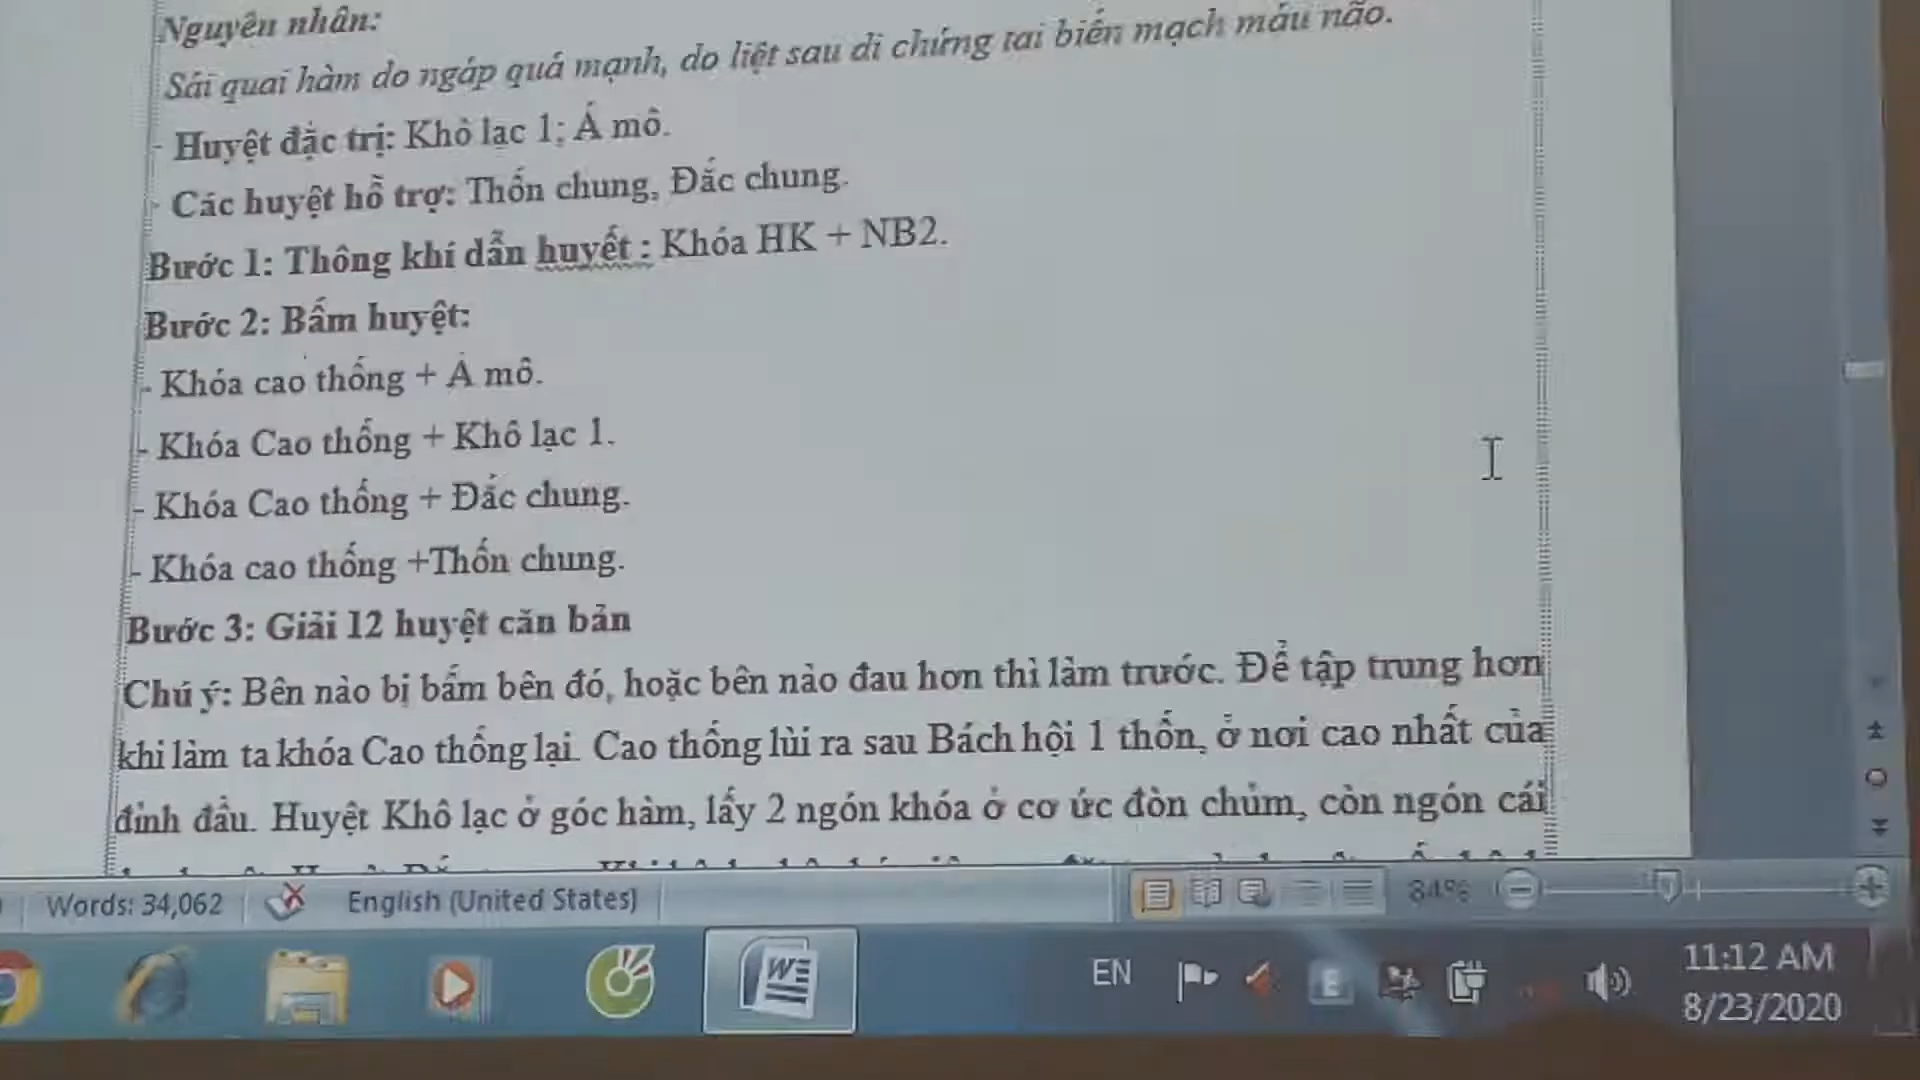 Nguyên nhân:
Sái quai hàm do ngáp quá mạnh, do liệt sau di chứng tai biến mạch máu não.
- Huyệt đặc trị: Khô lạc 1; Á mô.
- Các huyệt hỗ trợ: Thốn chung, Đắc chung.
Bước 1: Thông khí dẫn huyết : Khóa HK + NB2.
Bước 2: Bấm huyệt:
- Khóa cao thống + Á mô.
- Khóa Cao thống + Khô lạc 1.
- Khóa Cao thống + Đắc chung.
- Khóa cao thống +Thốn chung.
Bước 3: Giải 12 huyệt căn bản
Chú ý: Bên nào bị bấm bên đó, hoặc bên nào đau hơn thì làm trước. Để tập trung hơn
khi làm ta khóa Cao thống lại. Cao thống lùi ra sau Bách hội 1 thốn, ở nơi cao nhất của
đỉnh đầu. Huyệt Khô lạc ở góc hàm, lấy 2 ngón khóa ở cơ ức đòn chũm, còn ngón cái
Words: 34,062
English (United States)
84%
EN
11:12 AM
8/23/2020